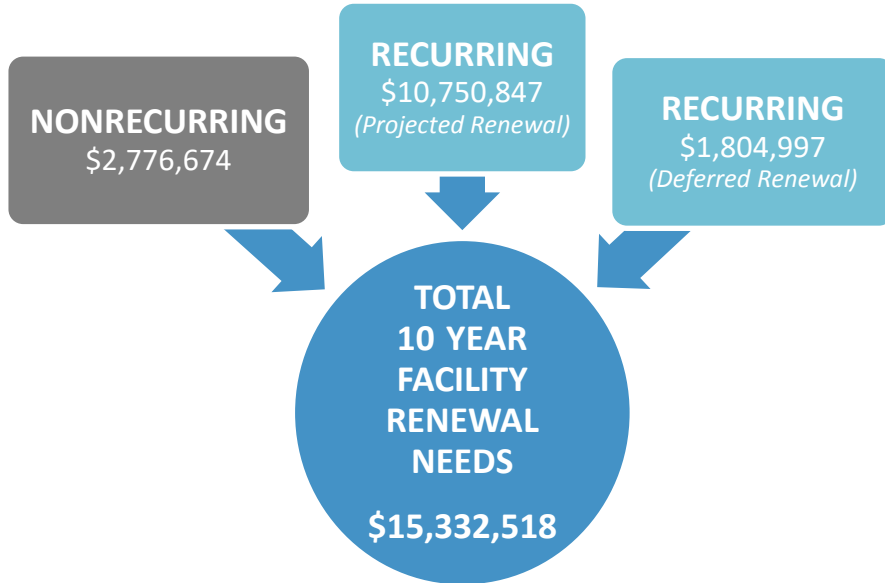 NONRECURRING
$2,776,674
RECURRING
$10,750,847
(Projected Renewal)
RECURRING
$1,804,997
(Deferred Renewal)
TOTAL
10 YEAR
FACILITY
RENEWAL
NEEDS
$15,332,518